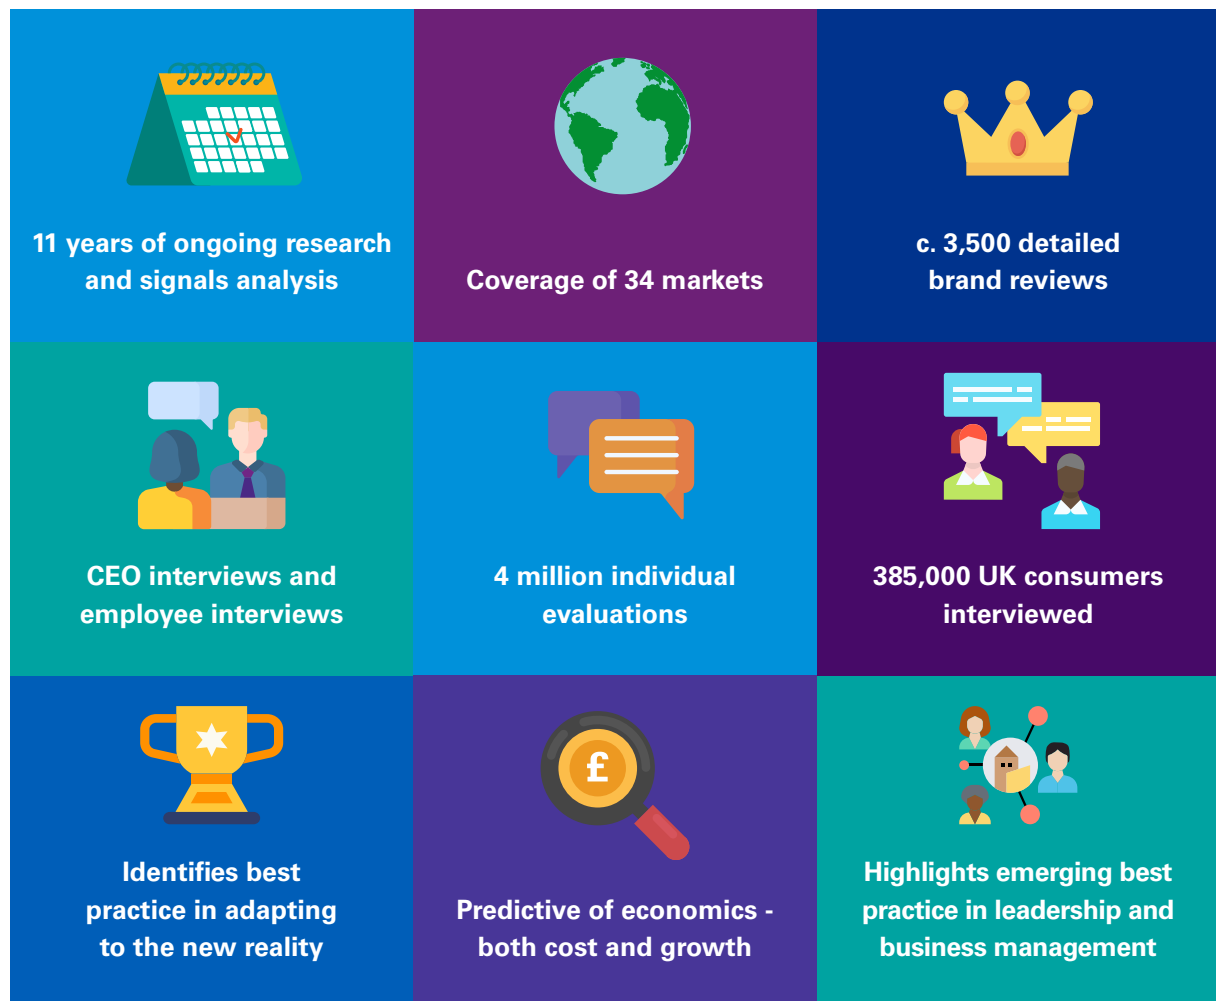 11 years of ongoing research
and signals analysis
Coverage of 34 markets
c. 3,500 detailed
brand reviews
CEO interviews and
employee interviews
4 million individual
evaluations
385,000 UK consumers
interviewed
£
Identifies best
practice in adapting
to the new reality
Predictive of economics -
both cost and growth
Highlights emerging best
practice in leadership and
business management